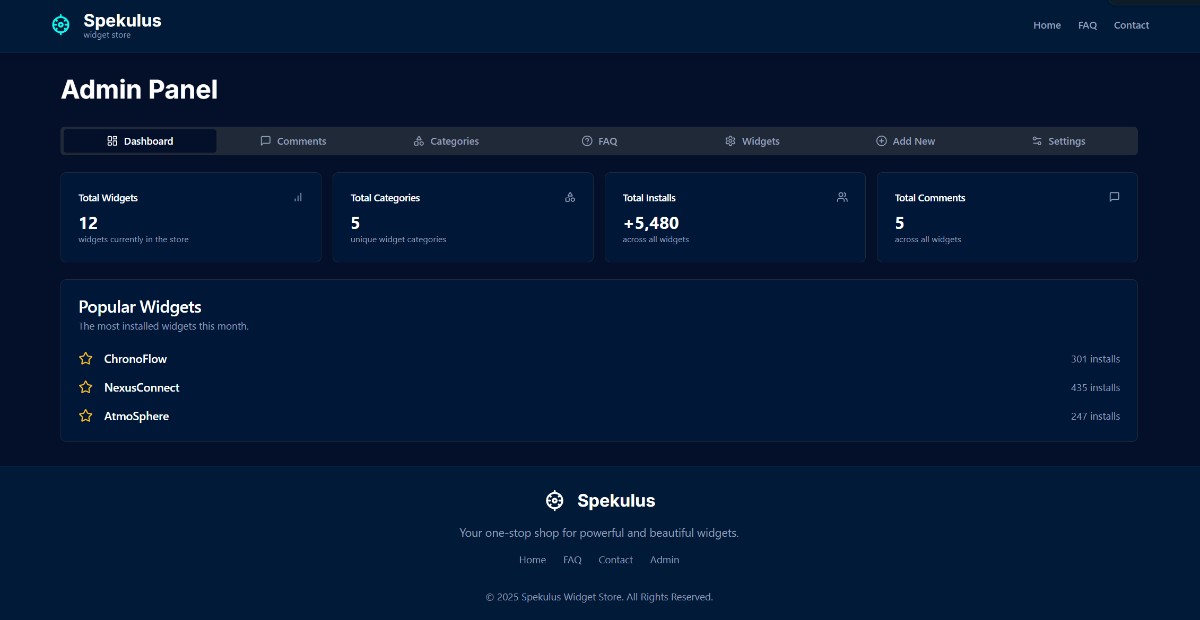 Spekulus
widget store
Home FAQ Contact
Admin Panel
Dashboard Comments Categories FAQ Widgets Add New Settings
Total Widgets
12
widgets currently in the store
Total Categories
5
unique widget categories
Total Installs
+5,480
across all widgets
Total Comments
5
across all widgets
Popular Widgets
The most installed widgets this month.
ChronoFlow 301 installs
NexusConnect 435 installs
AtmoSphere 247 installs
Spekulus
Your one-stop shop for powerful and beautiful widgets.
Home FAQ Contact Admin
© 2025 Spekulus Widget Store. All Rights Reserved.